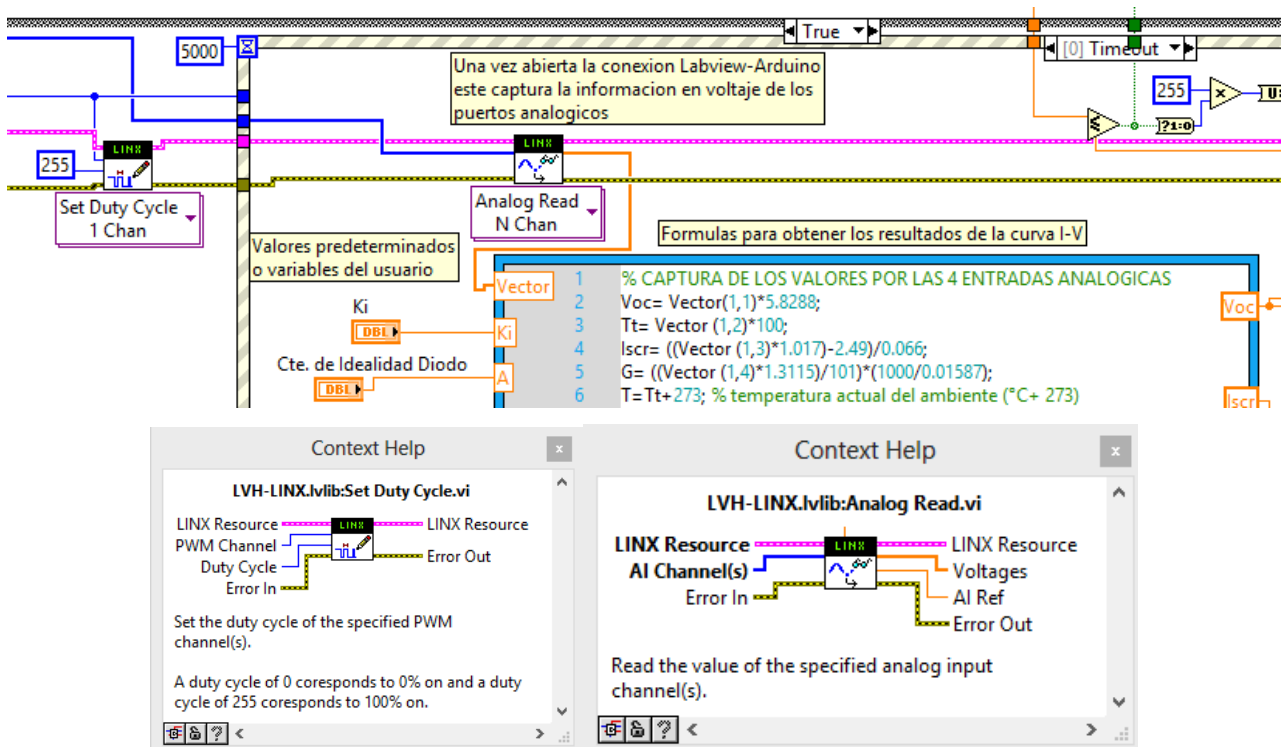 True
[0] Timeout
5000
Una vez abierta la conexion Labview-Arduino
este captura la informacion en voltaje de los
puertos analogicos
255
LINX
LINX
?1:0
255
Set Duty Cycle
1 Chan
Analog Read
N Chan
Valores predeterminados
o variables del usuario
Formulas para obtener los resultados de la curva I-V
Ki
DBL
Cte. de Idealidad Diodo
DBL
Vector
Ki
A
1 % CAPTURA DE LOS VALORES POR LAS 4 ENTRADAS ANALOGICAS
2 Voc= Vector(1,1)*5.8288;
3 Tt= Vector (1,2)*100;
4 Iscr= ((Vector (1,3)*1.017)-2.49)/0.066;
5 G= ((Vector (1,4)*1.3115)/101)*(1000/0.01587);
6 T=Tt+273; % temperatura actual del ambiente (°C+ 273)
Voc
Iscr
Context Help
x
LVH-LINX.lvlib:Set Duty Cycle.vi
LINX Resource
LINX
LINX Resource
PWM Channel
Duty Cycle
Error Out
Error In
Set the duty cycle of the specified PWM
channel(s).
A duty cycle of 0 coresponds to 0% on and a duty
cycle of 255 coresponds to 100% on.
?
Context Help
x
LVH-LINX.lvlib:Analog Read.vi
LINX Resource
LINX
LINX Resource
AI Channel(s)
Voltages
Error In
AI Ref
Error Out
Read the value of the specified analog input
channel(s).
?